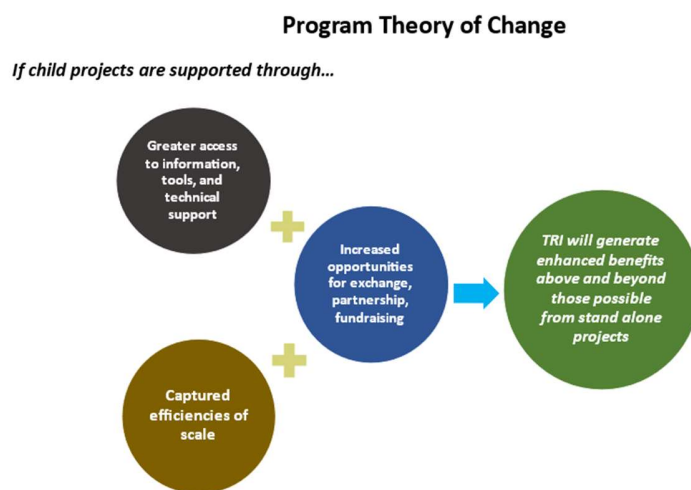 Program Theory of Change
If child projects are supported through...
Greater access
to information,
tools, and
technical
support
Increased
opportunities
for exchange,
partnership,
fundraising
TRI will generate
enhanced benefits
above and beyond
those possible
from stand alone
projects
Captured
efficiencies of
scale